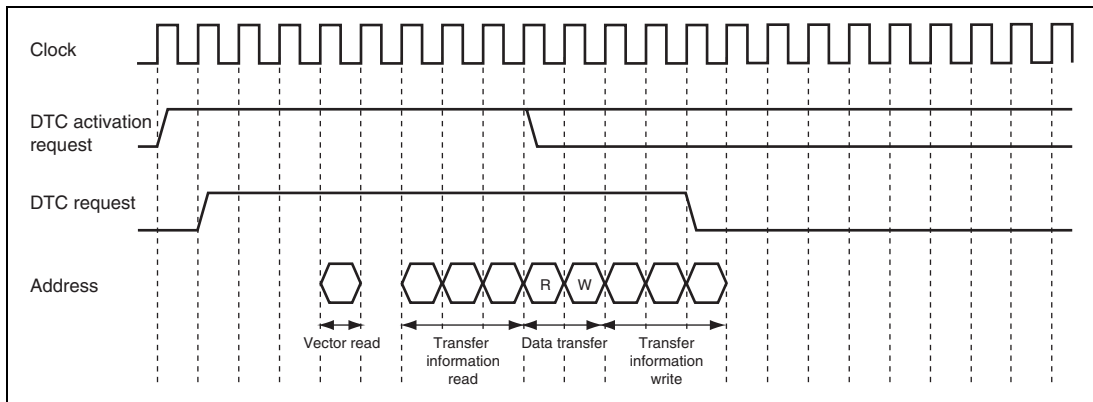 Clock
DTC activation
request
DTC request
Address
R
W
Vector read
Transfer
information
read
Data transfer
Transfer
information
write